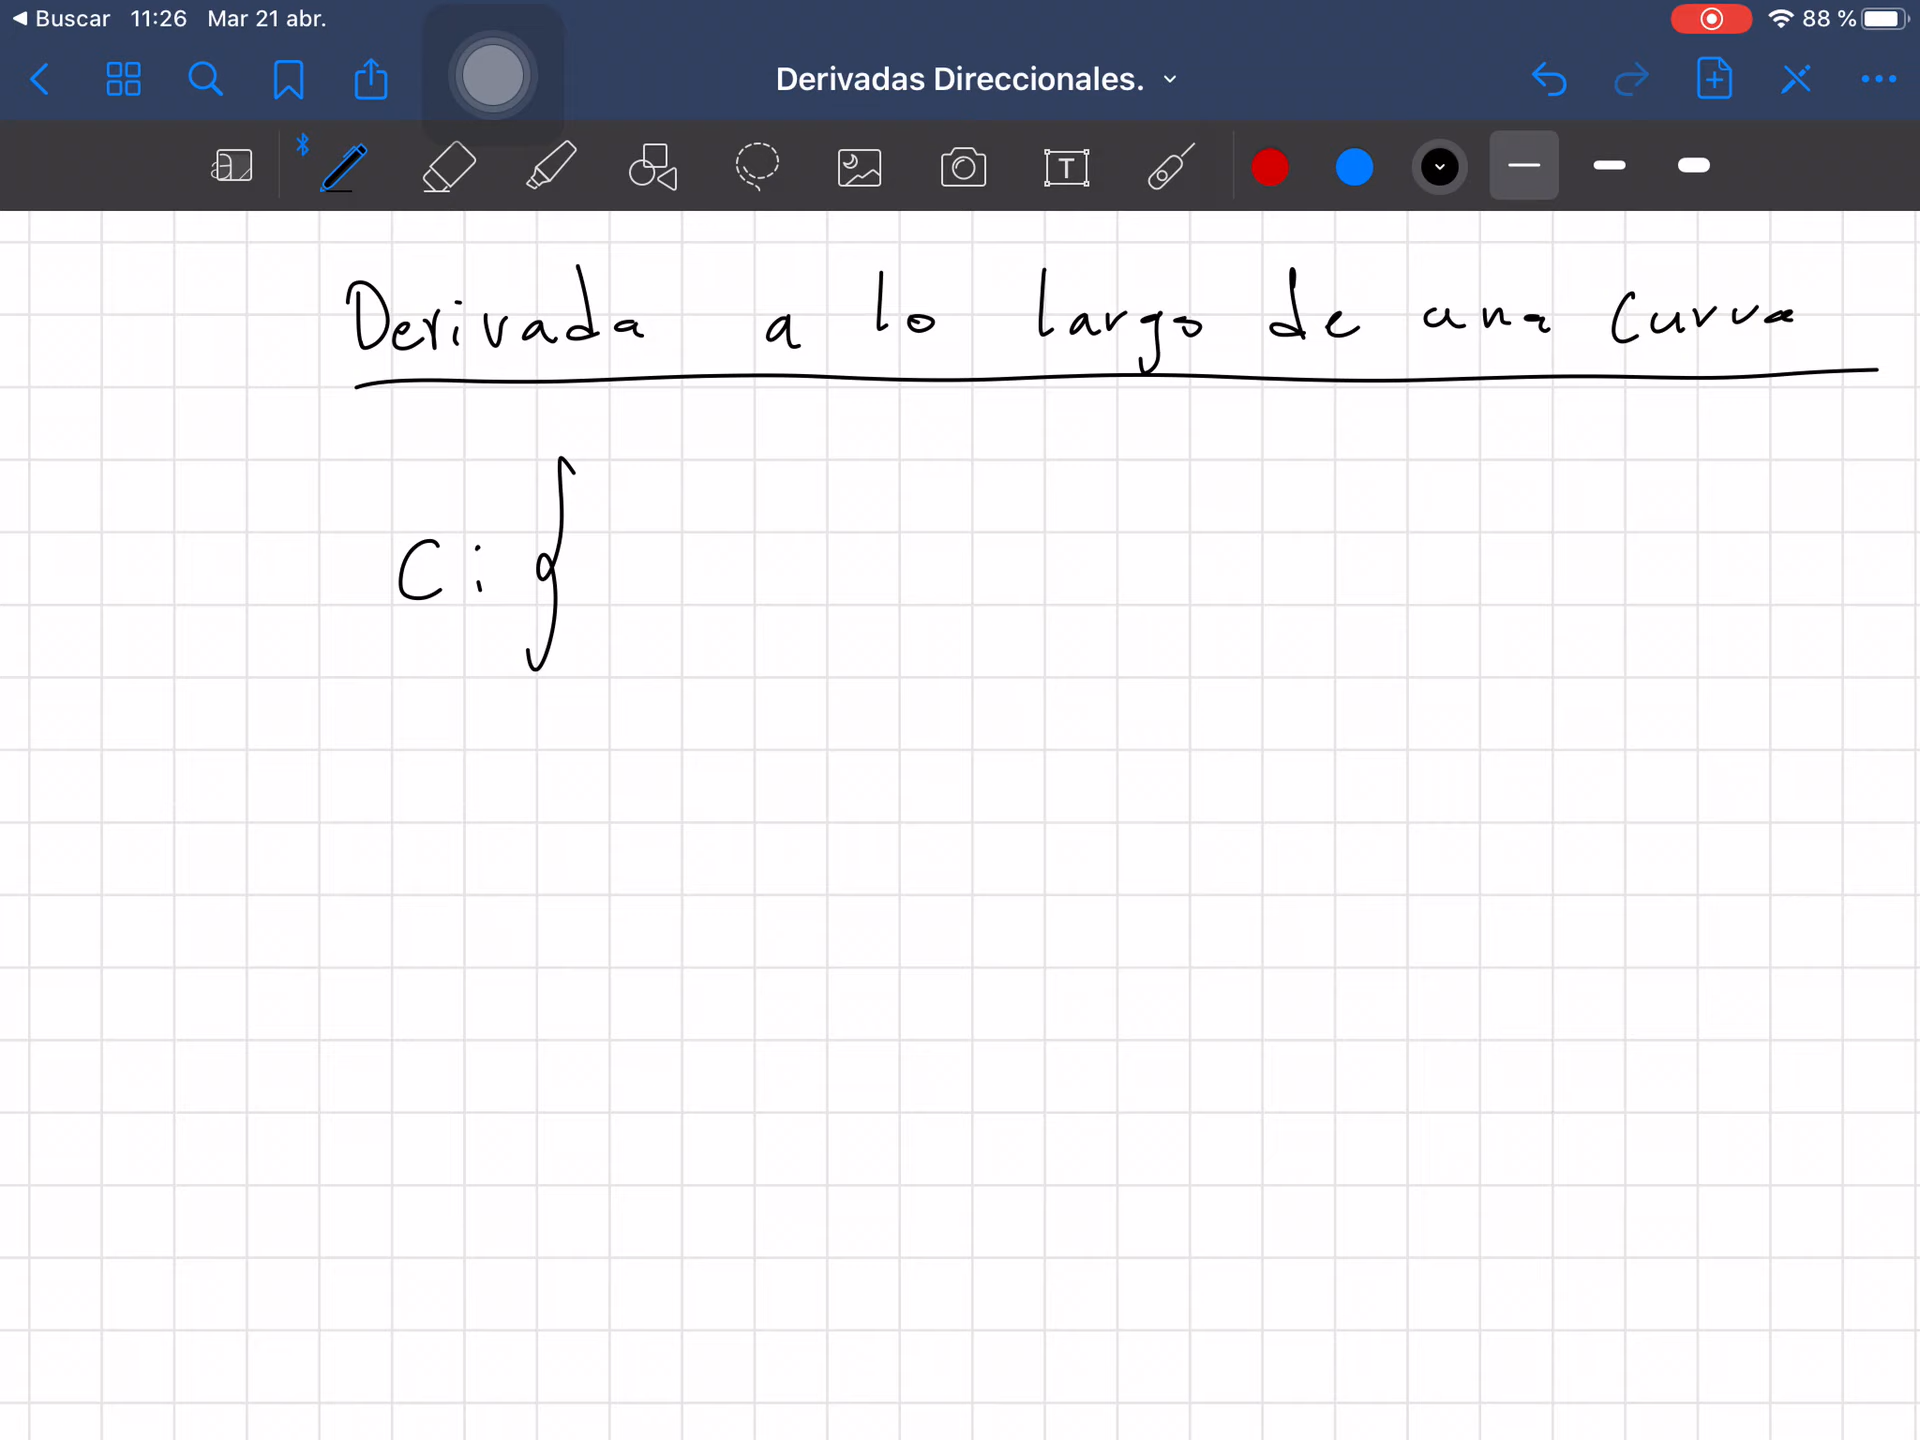 Buscar 11:26 Mar 21 abr. 88 %
Derivadas Direccionales.
T
Derivada a lo largo de una curva
C : {